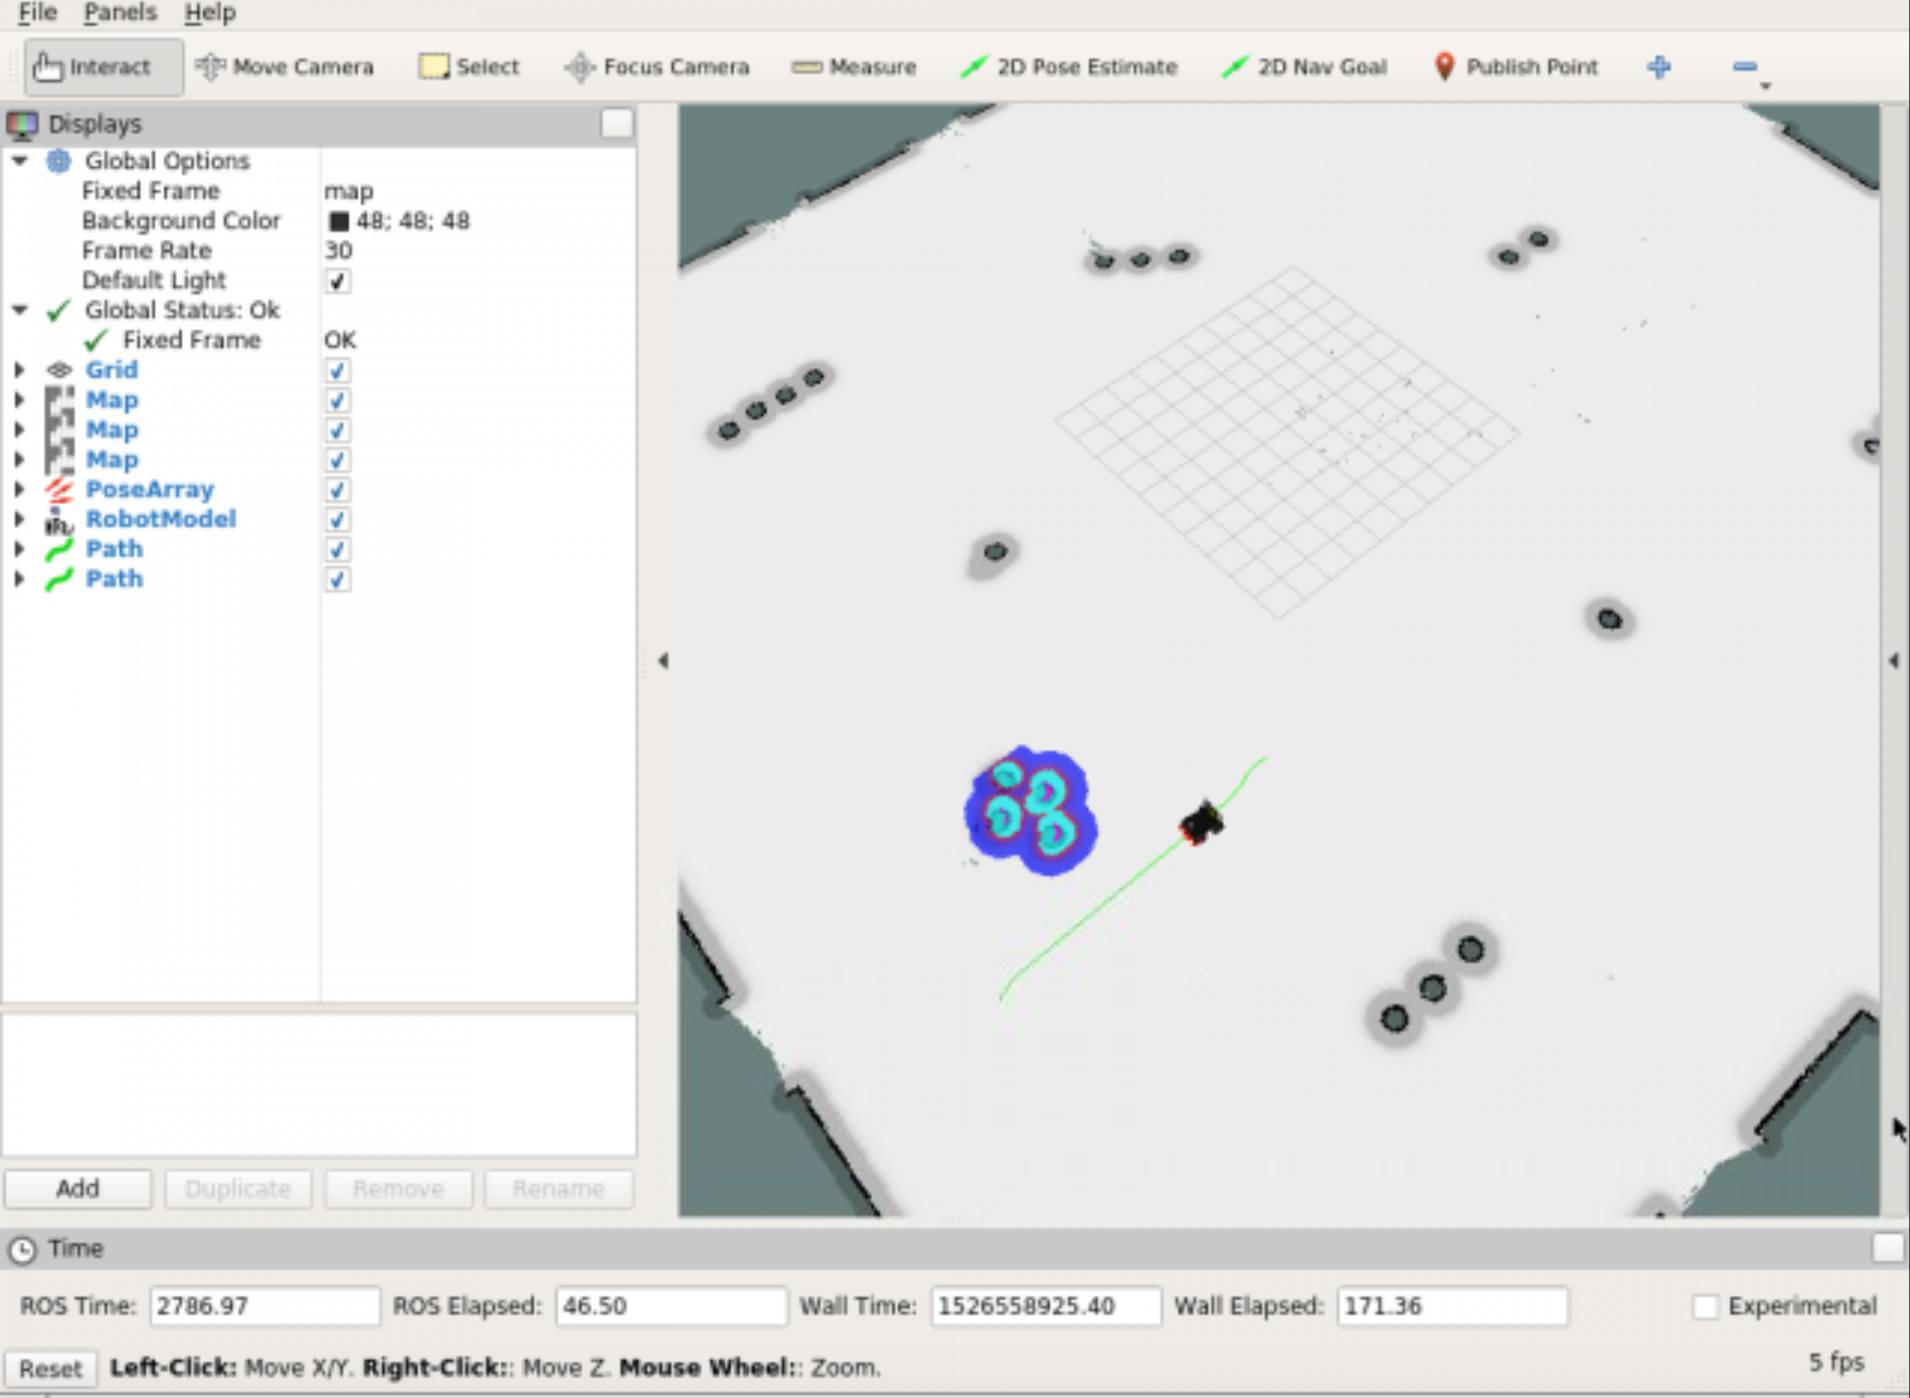 File Panels Help
Interact Move Camera Select Focus Camera Measure 2D Pose Estimate 2D Nav Goal Publish Point
Displays
Global Options
Fixed Frame map
Background Color 48; 48; 48
Frame Rate 30
Default Light
Global Status: Ok
Fixed Frame OK
Grid
Map
Map
Map
PoseArray
RobotModel
Path
Path
Add Duplicate Remove Rename
Time
ROS Time: 2786.97 ROS Elapsed: 46.50 Wall Time: 1526558925.40 Wall Elapsed: 171.36 Experimental
Reset Left-Click: Move X/Y. Right-Click:: Move Z. Mouse Wheel:: Zoom. 5 fps